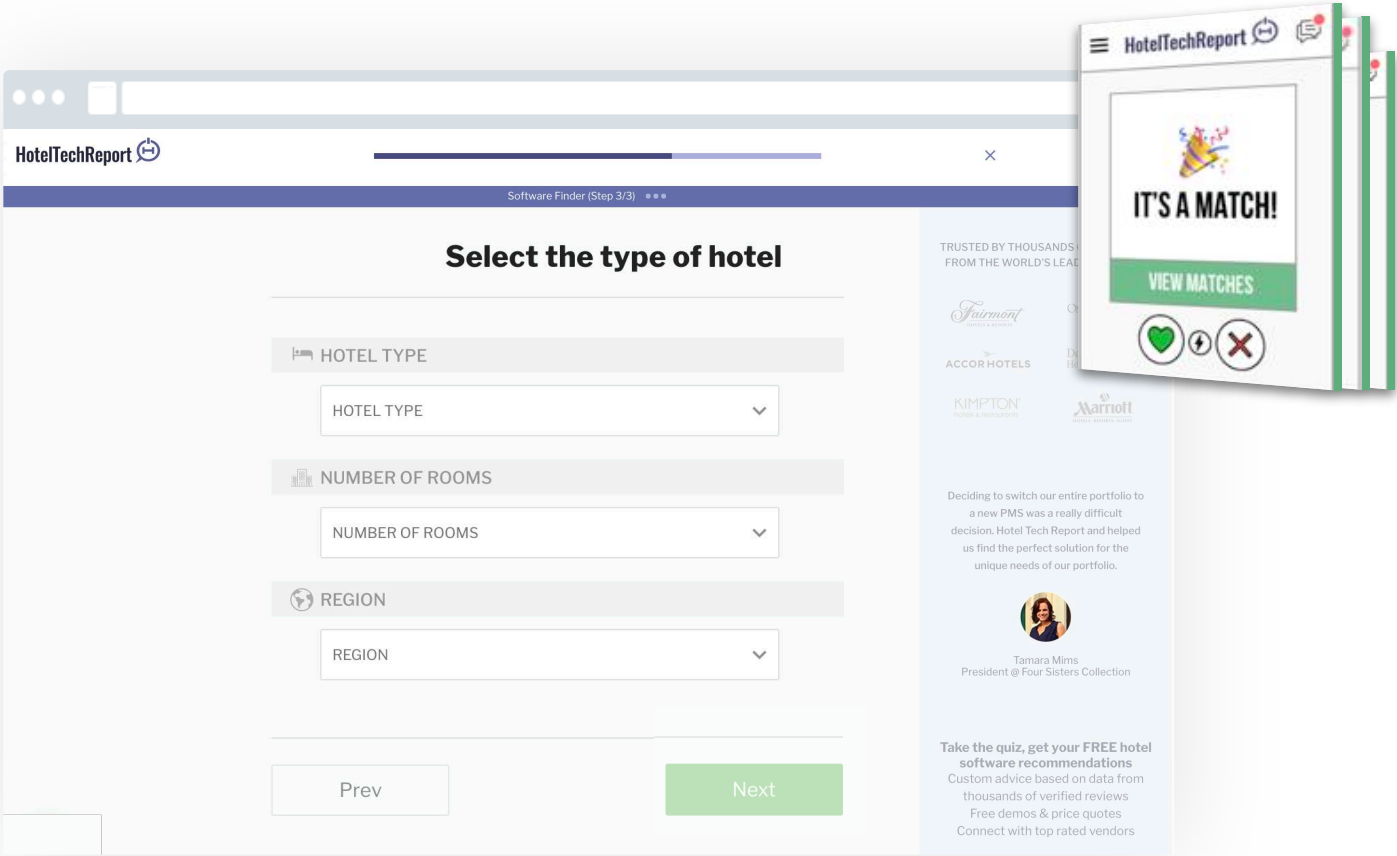 HotelTechReport
Software Finder (Step 3/3)
Select the type of hotel
HOTEL TYPE
HOTEL TYPE
NUMBER OF ROOMS
NUMBER OF ROOMS
REGION
REGION
Prev
Next
TRUSTED BY THOUSANDS
FROM THE WORLD'S
Fairmont
ACCOR HOTELS
KIMPTON
Marriott
Deciding to switch our entire portfolio to
a new PMS was a really difficult
decision. Hotel Tech Report and helped
us find the perfect solution for the
unique needs of our portfolio.
Tamara Mims
President @ Four Sisters Collection
Take the quiz, get your FREE hotel
software recommendations
Custom advice based on data from
thousands of verified reviews
Free demos & price quotes
Connect with top rated vendors
HotelTechReport
IT'S A MATCH!
VIEW MATCHES